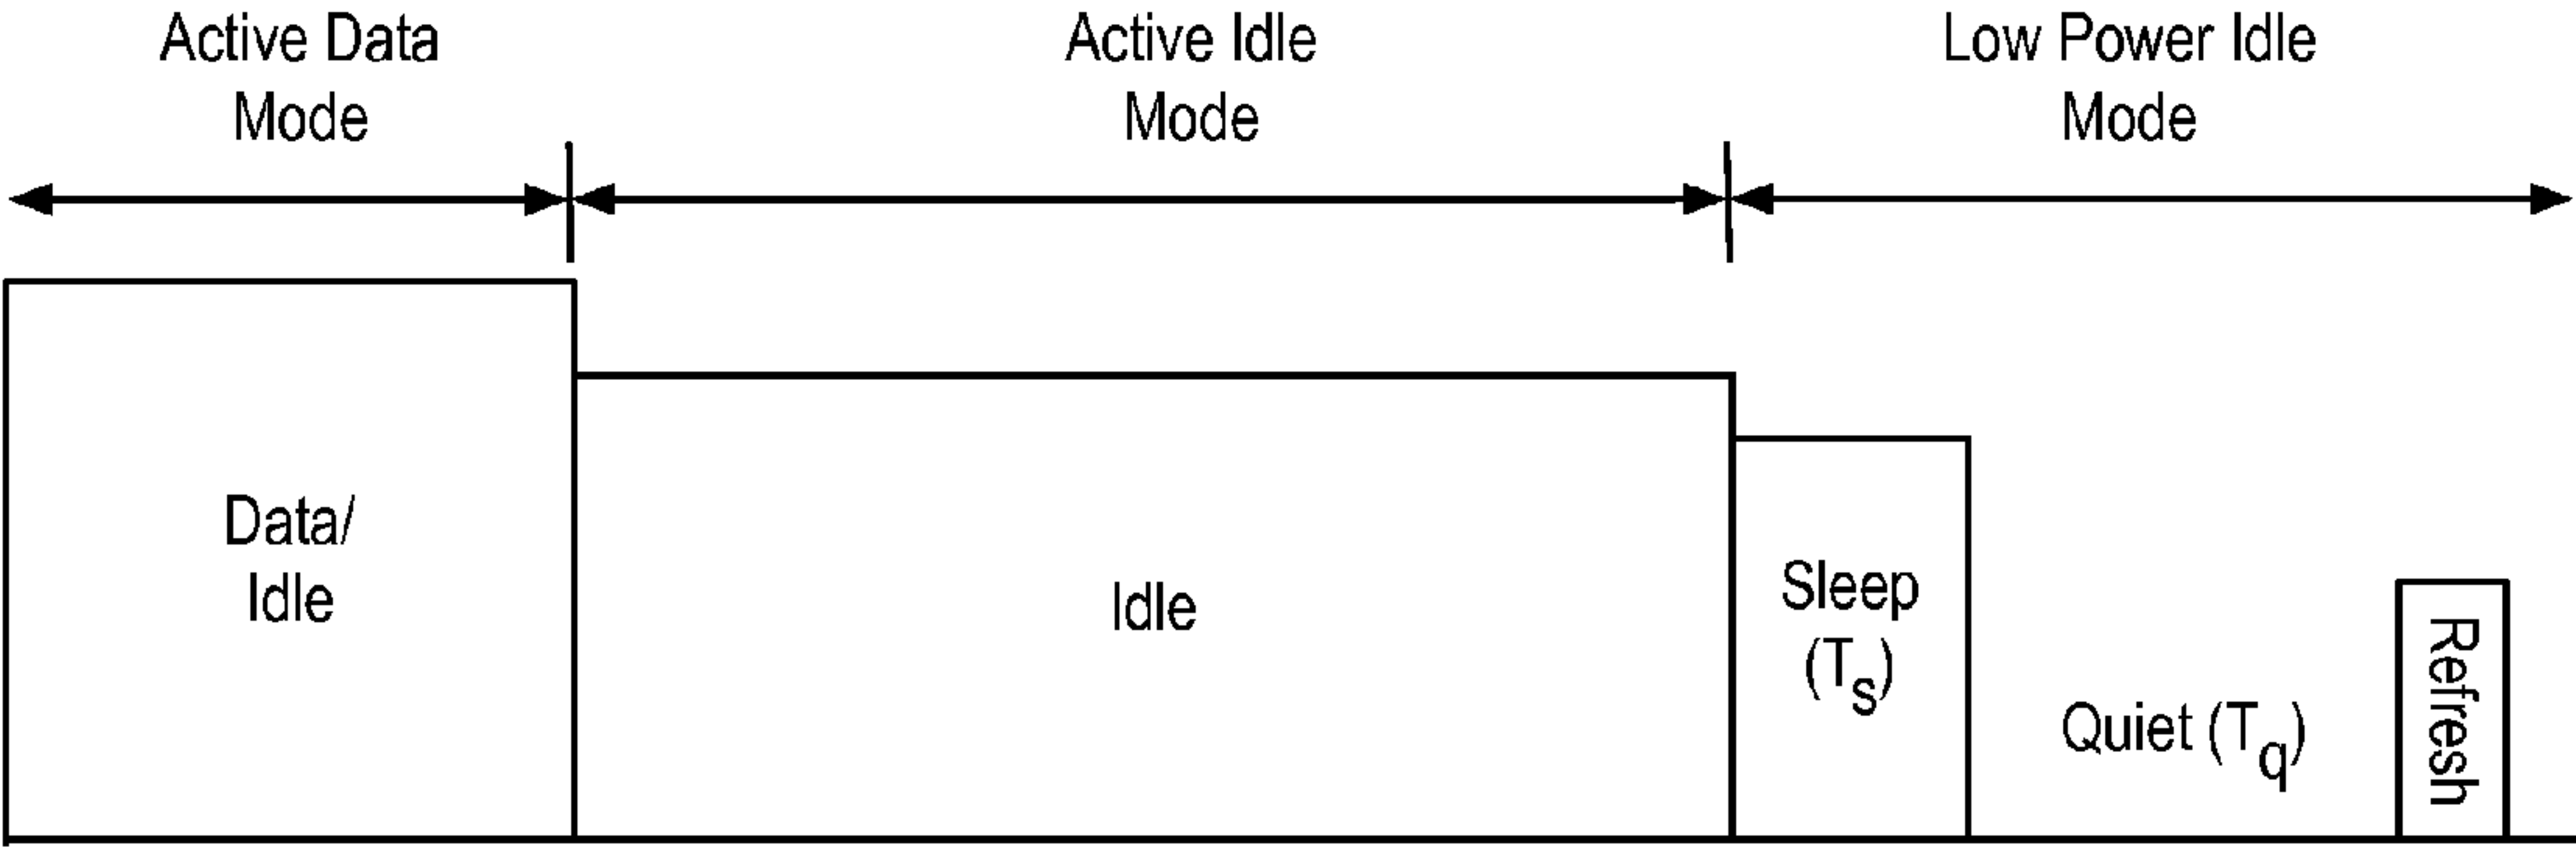 Active Data
Mode
Active Idle
Mode
Low Power Idle
Mode
Data/
Idle
Idle
Sleep
(Ts)
Quiet (Tq)
Refresh